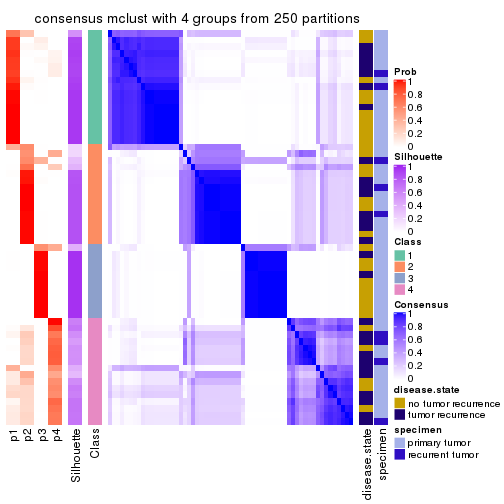 consensus mclust with 4 groups from 250 partitions
Prob
1
0.8
0.6
0.4
0.2
0
Silhouette
1
0.8
0.6
0.4
0.2
0
Class
1
2
3
4
Consensus
1
0.8
0.6
0.4
0.2
0
disease.state
no tumor recurrence
tumor recurrence
specimen
primary tumor
recurrent tumor
p1
p2
p3
p4
Silhouette
Class
disease.state
specimen